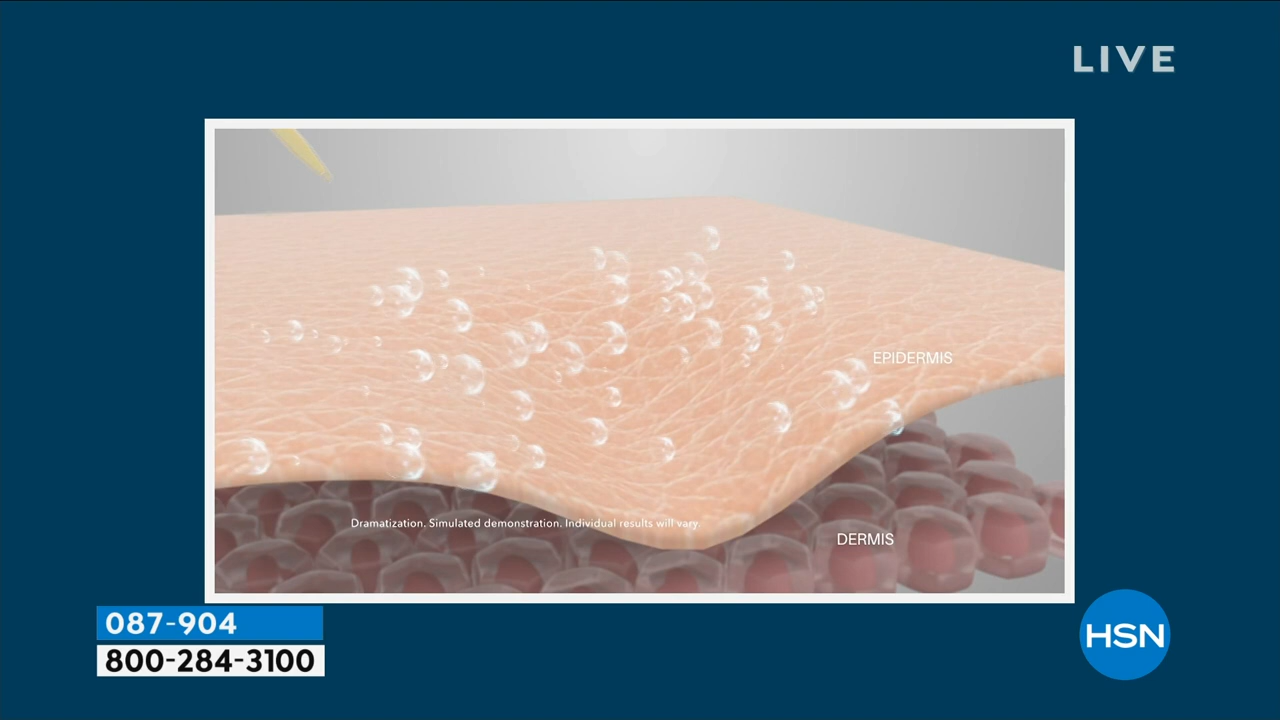 LIVE
EPIDERMIS
Dramatization. Simulated demonstration. Individual results will vary.
DERMIS
087-904
800-284-3100
HSN